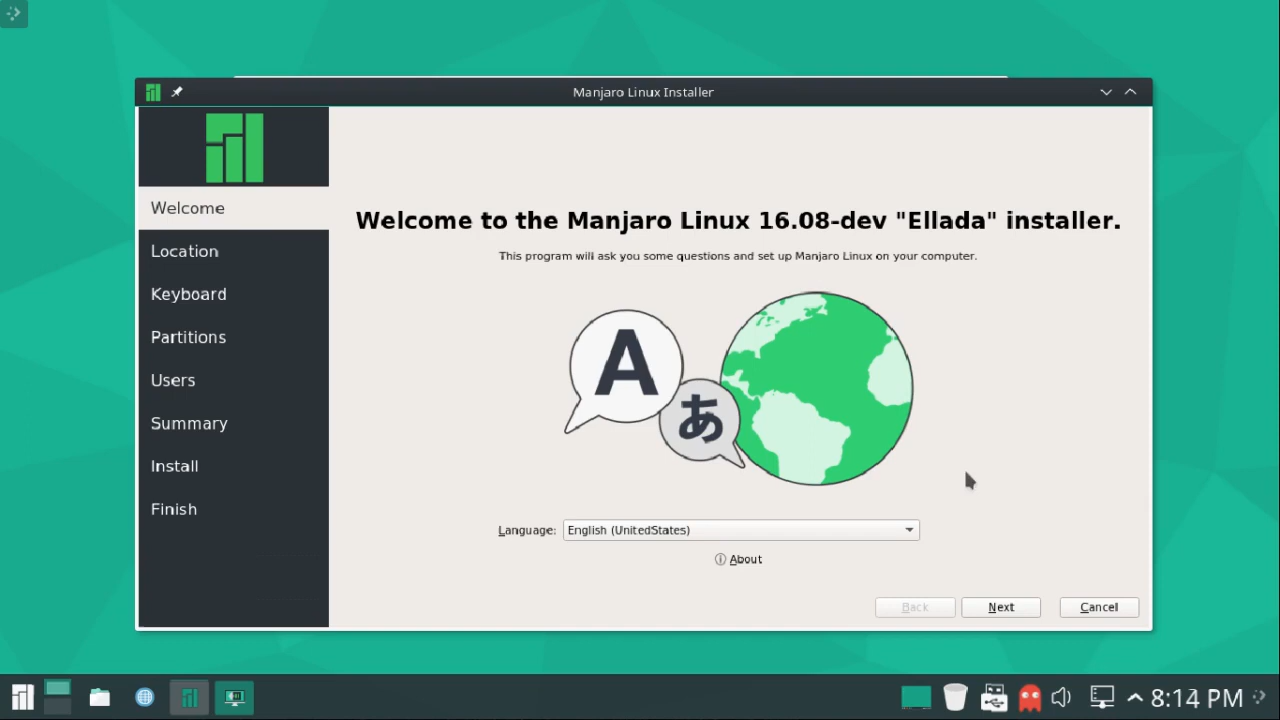 Manjaro Linux Installer
Welcome
Location
Keyboard
Partitions
Users
Summary
Install
Finish
Welcome to the Manjaro Linux 16.08-dev "Ellada" installer.
This program will ask you some questions and set up Manjaro Linux on your computer.
A
あ
Language: English (UnitedStates)
About
Back Next Cancel
8:14 PM